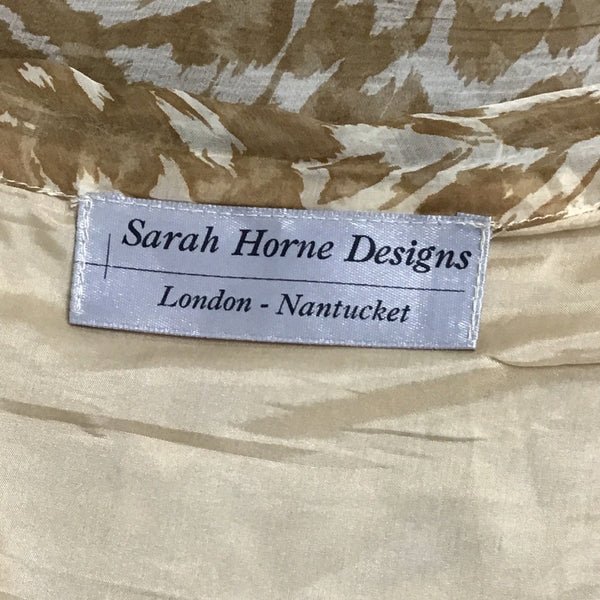 Sarah Horne Designs
London - Nantucket